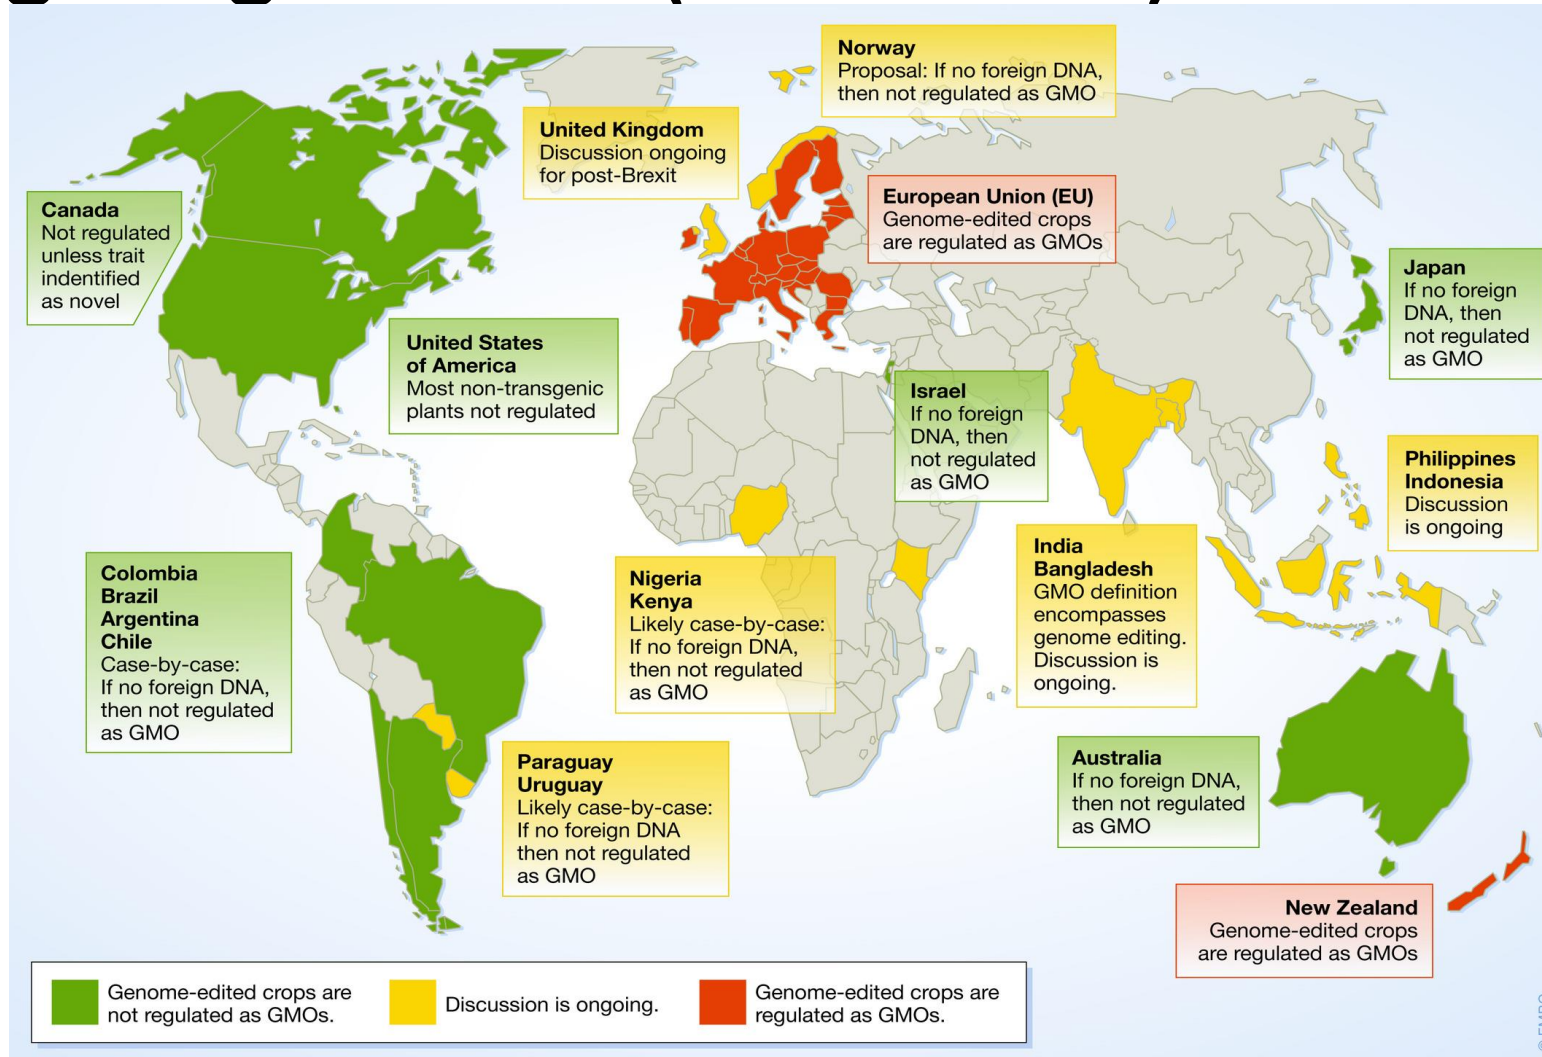 Norway
Proposal: If no foreign DNA,
then not regulated as GMO
United Kingdom
Discussion ongoing
for post-Brexit
European Union (EU)
Genome-edited crops
are regulated as GMOs
Canada
Not regulated
unless trait
indentified
as novel
Japan
If no foreign
DNA, then
not regulated
as GMO
United States
of America
Most non-transgenic
plants not regulated
Israel
If no foreign
DNA, then
not regulated
as GMO
Philippines
Indonesia
Discussion
is ongoing
Colombia
Brazil
Argentina
Chile
Case-by-case:
If no foreign DNA,
then not regulated
as GMO
Nigeria
Kenya
Likely case-by-case:
If no foreign DNA,
then not regulated
as GMO
India
Bangladesh
GMO definition
encompasses
genome editing.
Discussion is
ongoing.
Paraguay
Uruguay
Likely case-by-case:
If no foreign DNA
then not regulated
as GMO
Australia
If no foreign DNA,
then not regulated
as GMO
New Zealand
Genome-edited crops
are regulated as GMOs
Genome-edited crops are
not regulated as GMOs.
Discussion is ongoing.
Genome-edited crops are
regulated as GMOs.